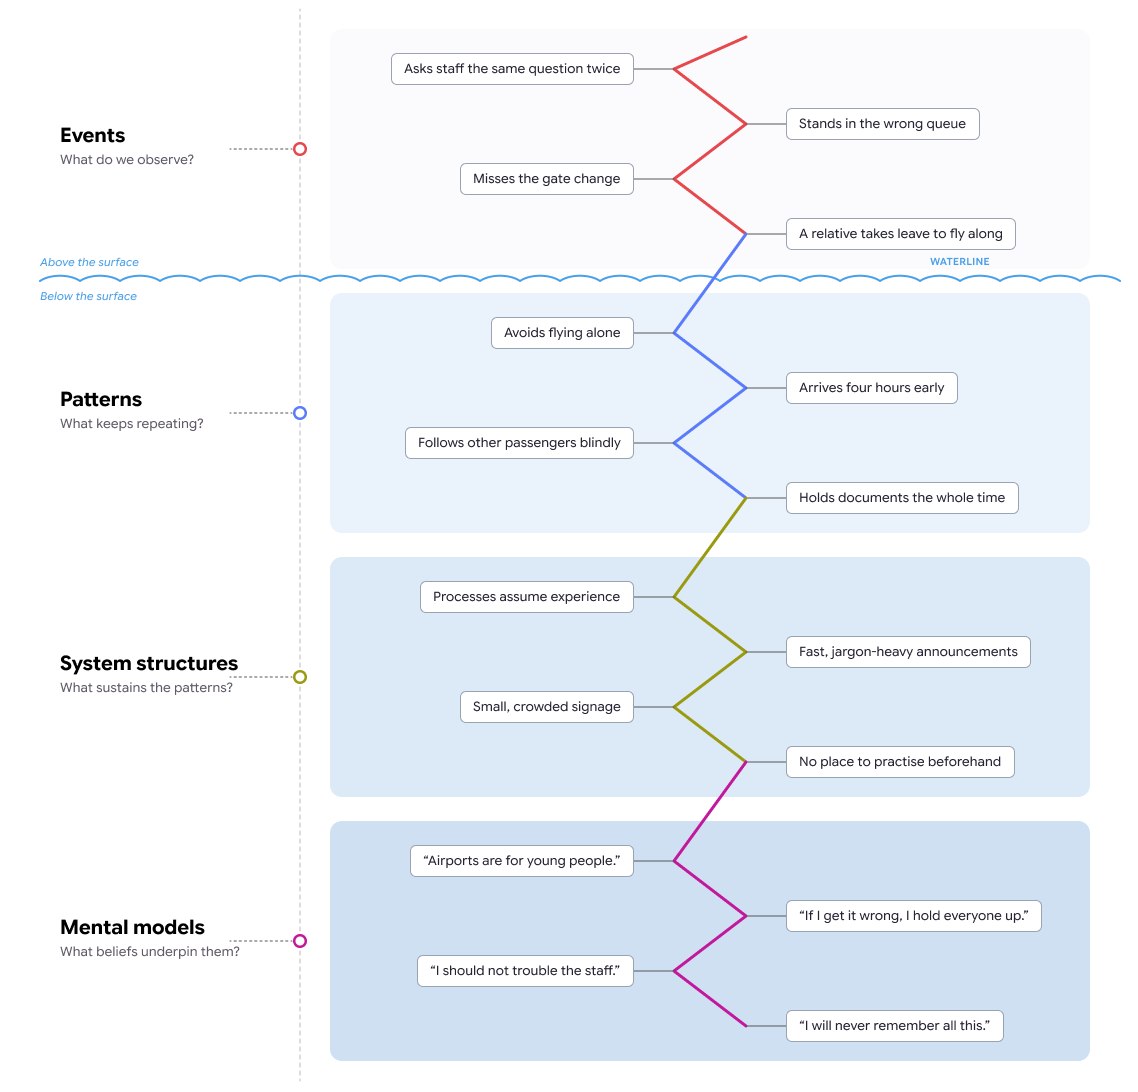 Asks staff the same question twice
Stands in the wrong queue
Events
What do we observe?
Misses the gate change
A relative takes leave to fly along
Above the surface
WATERLINE
Below the surface
Avoids flying alone
Arrives four hours early
Patterns
What keeps repeating?
Follows other passengers blindly
Holds documents the whole time
Processes assume experience
Fast, jargon-heavy announcements
System structures
What sustains the patterns?
Small, crowded signage
No place to practise beforehand
“Airports are for young people.”
“If I get it wrong, I hold everyone up.”
Mental models
What beliefs underpin them?
“I should not trouble the staff.”
“I will never remember all this.”